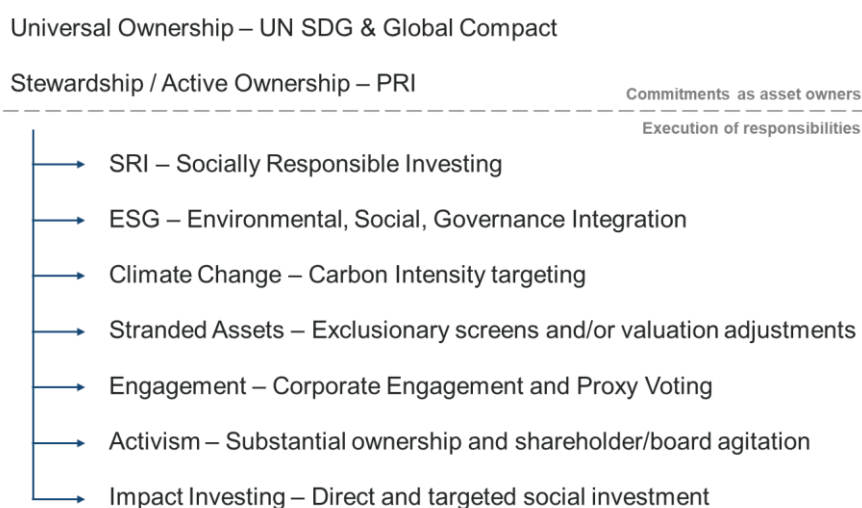 Universal Ownership – UN SDG & Global Compact
Stewardship / Active Ownership – PRI
Commitments as asset owners
Execution of responsibilities
SRI – Socially Responsible Investing
ESG – Environmental, Social, Governance Integration
Climate Change – Carbon Intensity targeting
Stranded Assets – Exclusionary screens and/or valuation adjustments
Engagement – Corporate Engagement and Proxy Voting
Activism – Substantial ownership and shareholder/board agitation
Impact Investing – Direct and targeted social investment